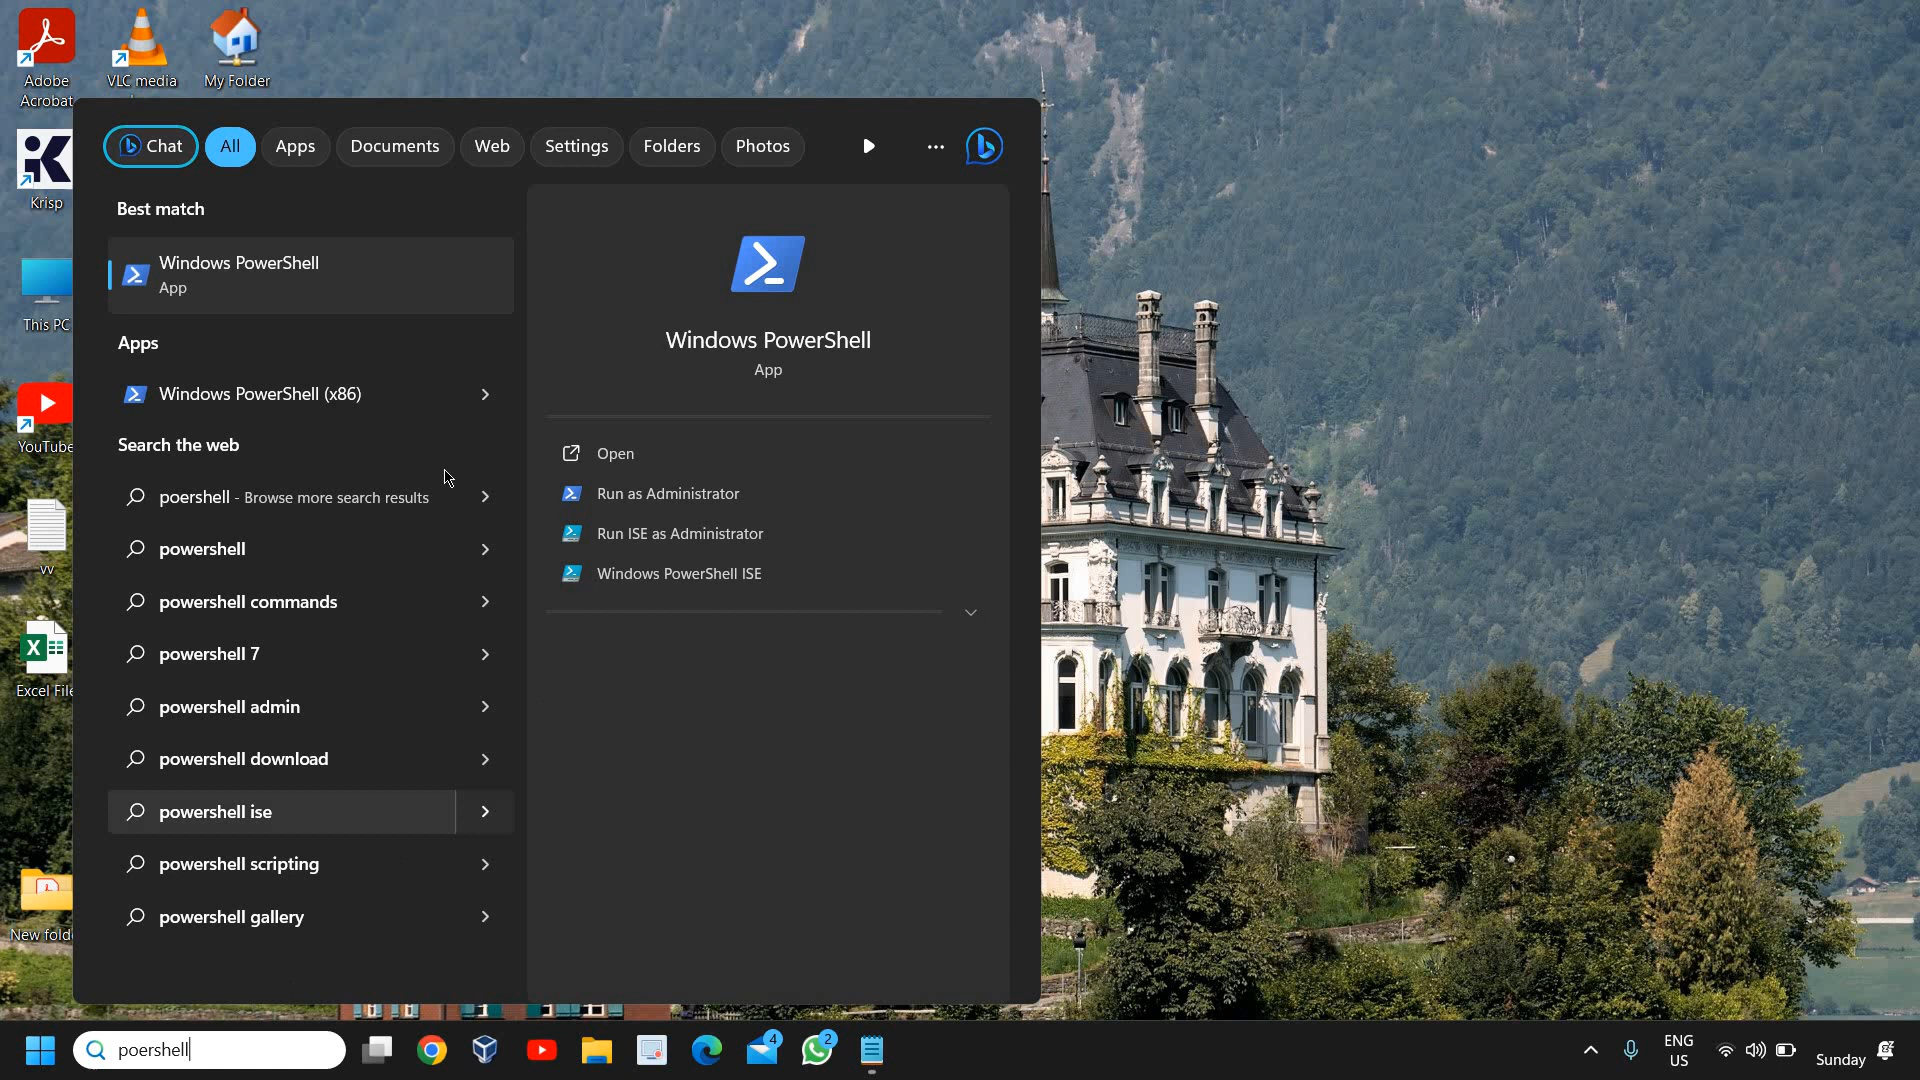 Adobe
Acrobat
VLC media
My Folder
Krisp
This PC
YouTube
vv
Excel File
New folde
Chat
All
Apps
Documents
Web
Settings
Folders
Photos
Best match
Windows PowerShell
App
Apps
Windows PowerShell (x86)
Search the web
poershell - Browse more search results
powershell
powershell commands
powershell 7
powershell admin
powershell download
powershell ise
powershell scripting
powershell gallery
Windows PowerShell
App
Open
Run as Administrator
Run ISE as Administrator
Windows PowerShell ISE
poershell
4
2
ENG
US
Sunday